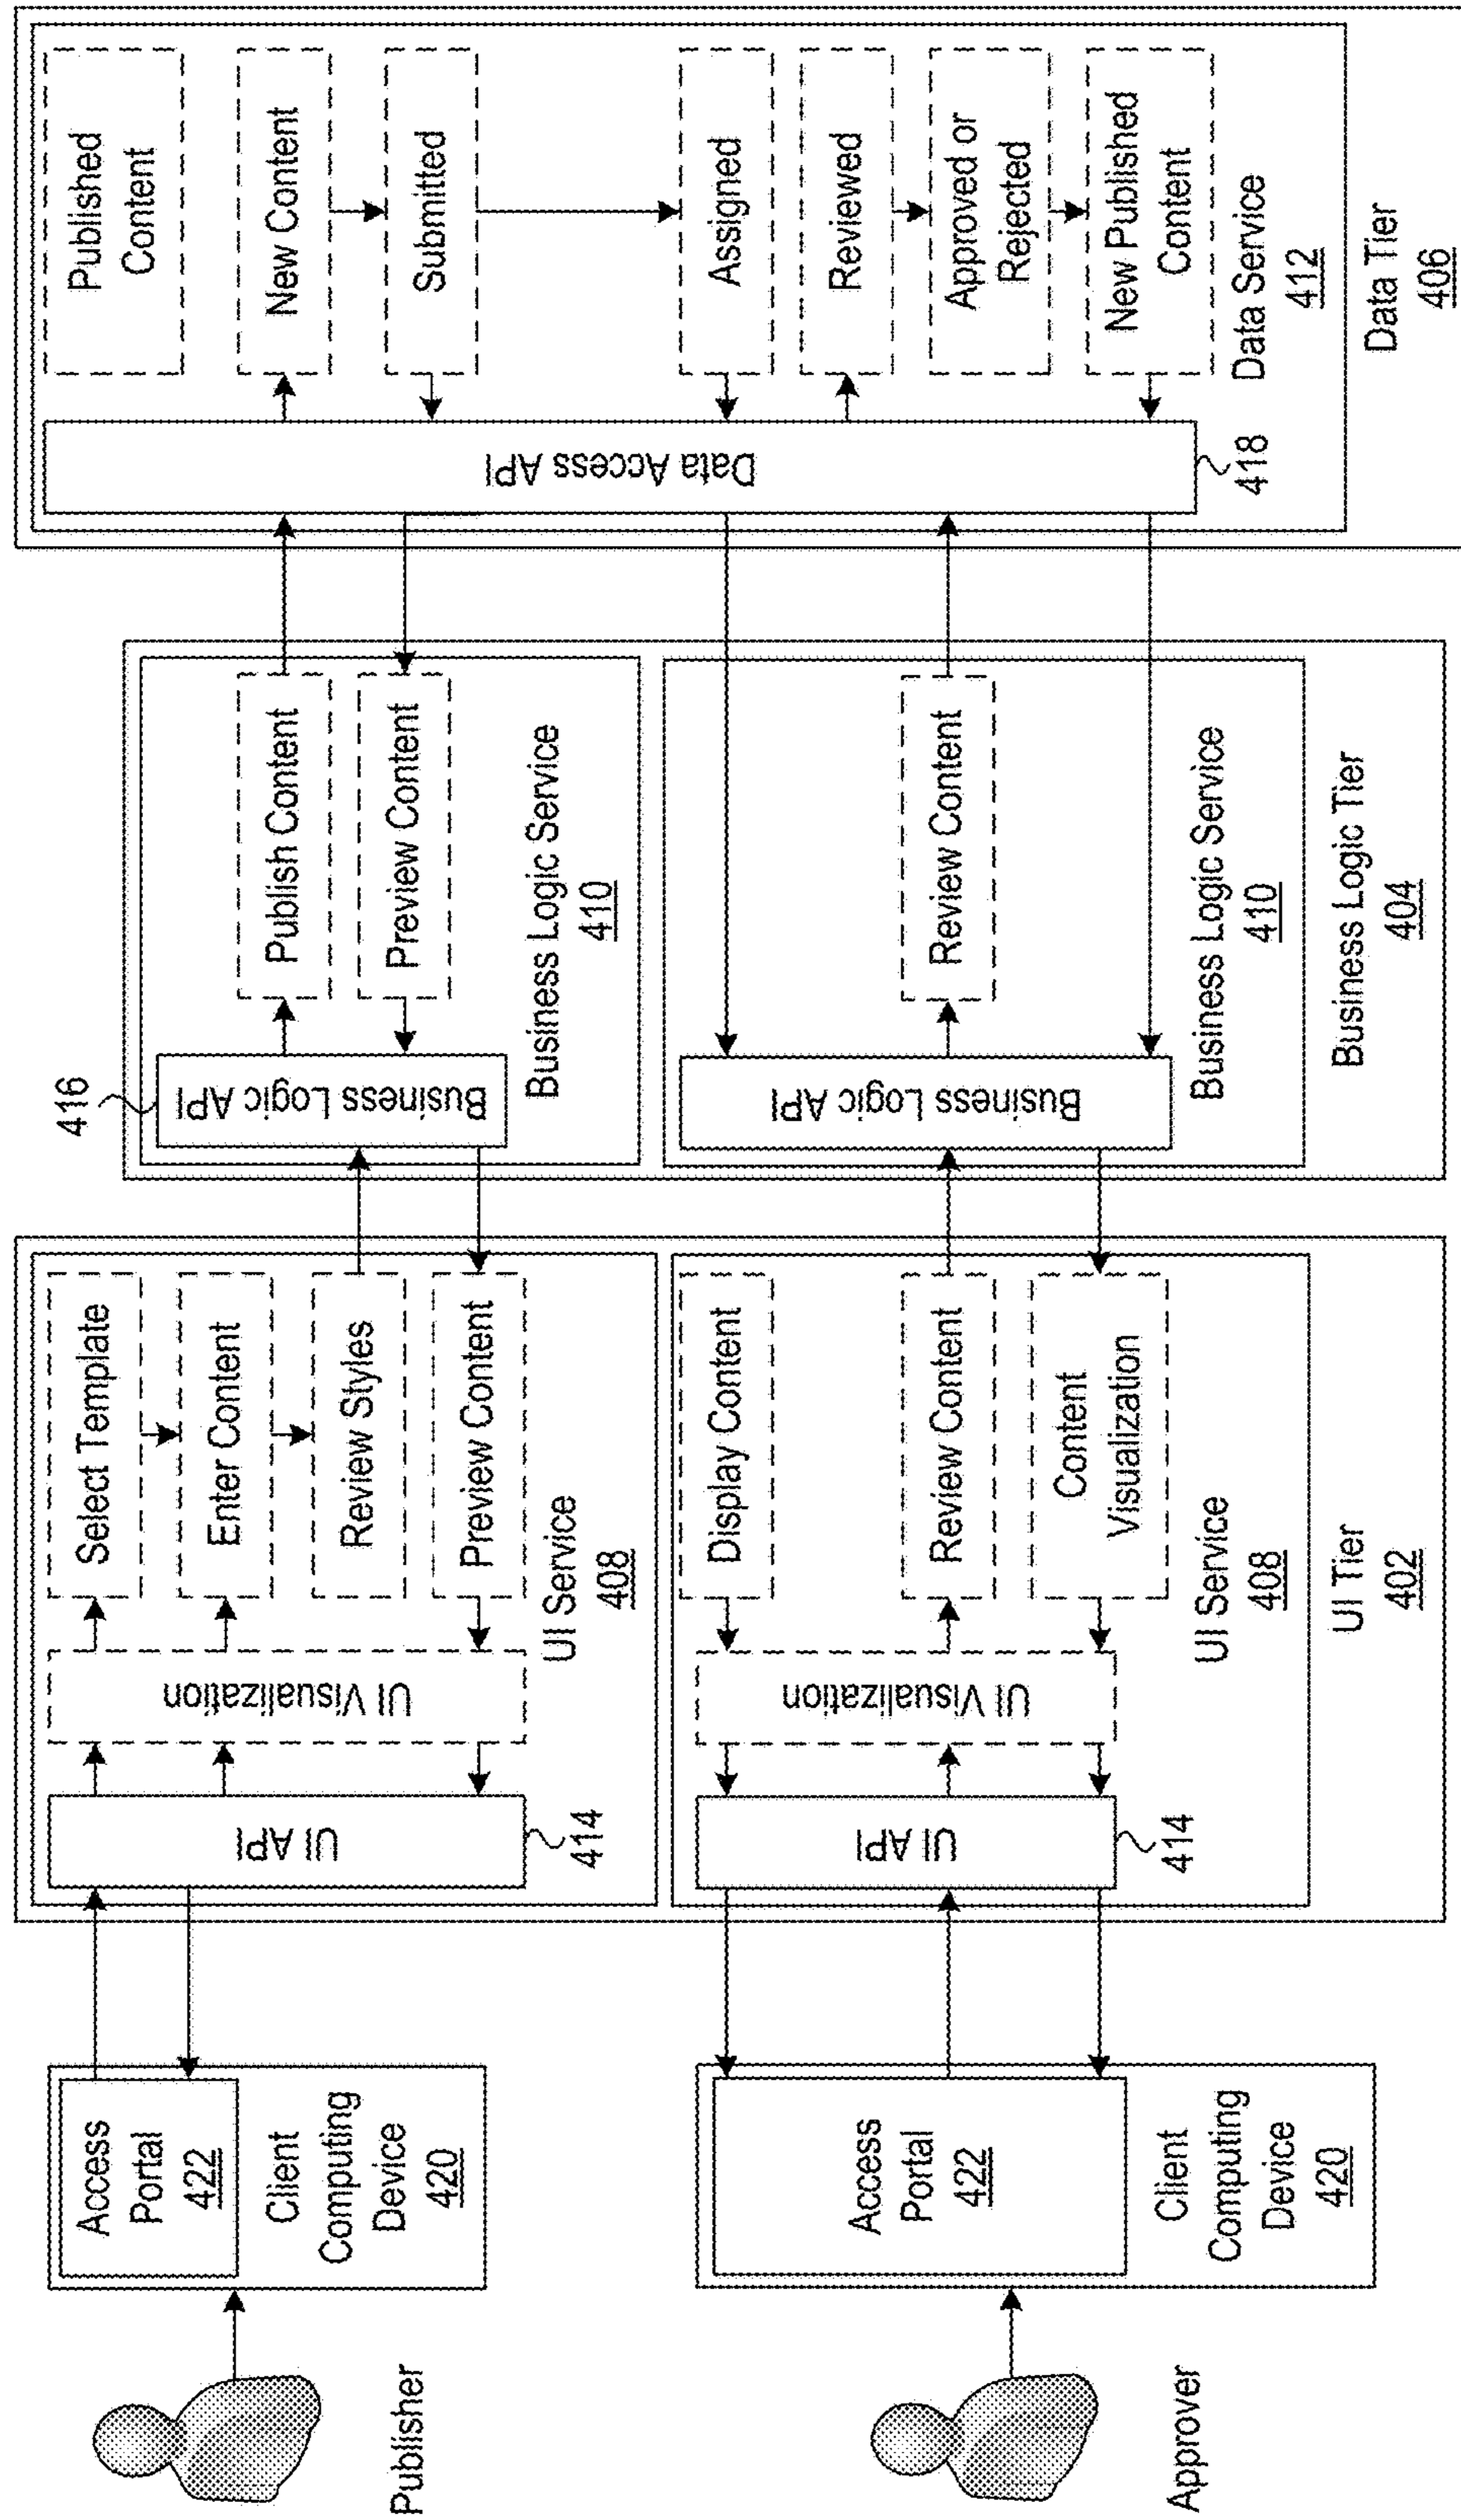 Publisher
Access
Portal
422
Client
Computing
Device
420
UI API
414
UI Visualization
Select Template
Enter Content
Review Styles
Preview Content
UI Service
408
416
Business Logic API
Publish Content
Preview Content
Business Logic Service
410
Approver
Access
Portal
422
Client
Computing
Device
420
UI API
414
UI Visualization
Display Content
Review Content
Content
Visualization
UI Service
408
UI Tier
402
Business Logic API
Review Content
Business Logic Service
410
Business Logic Tier
404
Data Access API
418
Published
Content
New Content
Submitted
Assigned
Reviewed
Approved or
Rejected
New Published
Content
Data Service
412
Data Tier
406